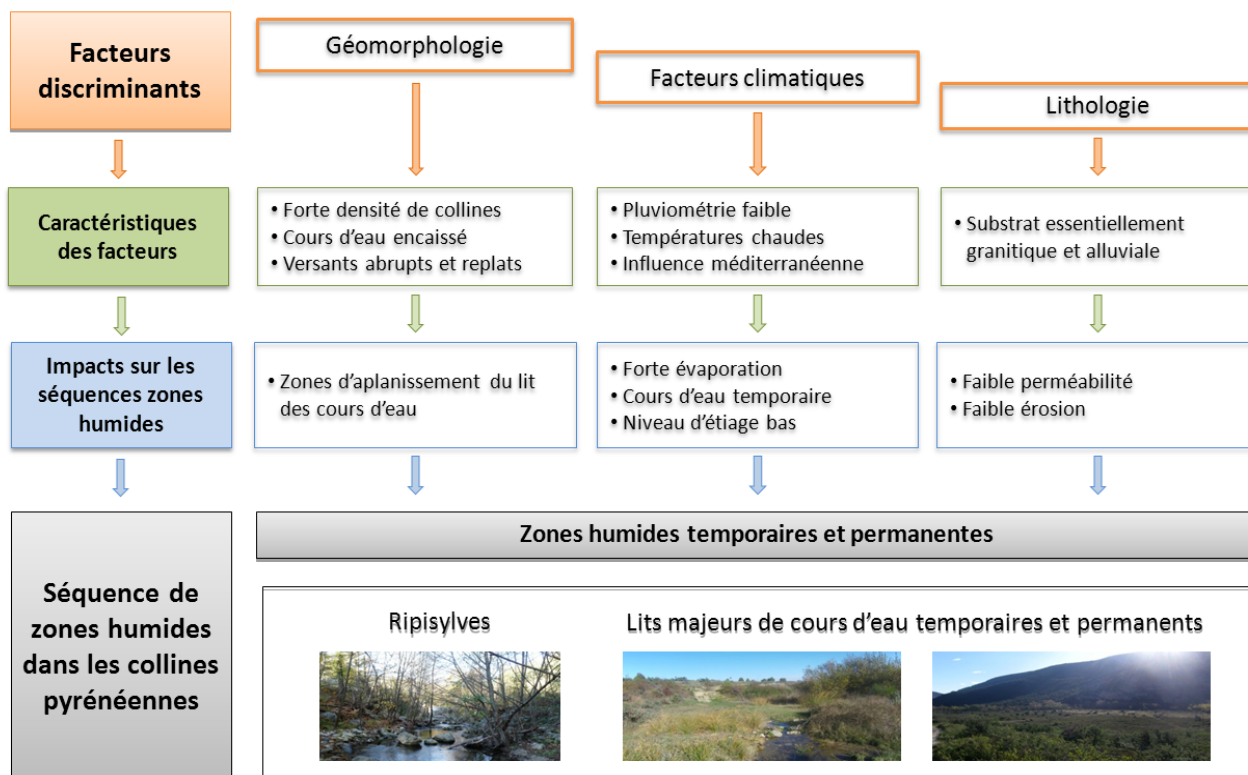 Facteurs
discriminants
Géomorphologie
Facteurs climatiques
Lithologie
Caractéristiques
des facteurs
• Forte densité de collines
• Cours d'eau encaissé
• Versants abrupts et replats
• Pluviométrie faible
• Températures chaudes
• Influence méditerranéenne
• Substrat essentiellement
granitique et alluviale
Impacts sur les
séquences zones
humides
• Zones d'aplanissement du lit
des cours d'eau
• Forte évaporation
• Cours d'eau temporaire
• Niveau d'étiage bas
• Faible perméabilité
• Faible érosion
Séquence de
zones humides
dans les collines
pyrénéennes
Zones humides temporaires et permanentes
Ripisylves
Lits majeurs de cours d'eau temporaires et permanents